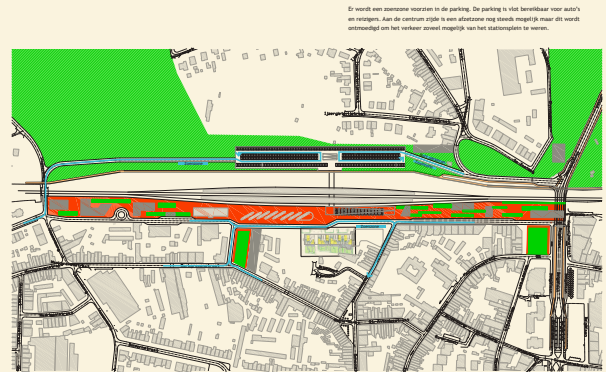 Er wordt een zoenzone voorzien in de parking. De parking is vlot bereikbaar voor auto's
en reizigers. Aan de centrum zijde is een afzetzone nog steeds mogelijk maar dit wordt
ontmoedigd om het verkeer zoveel mogelijk van het stationsplein te weren.